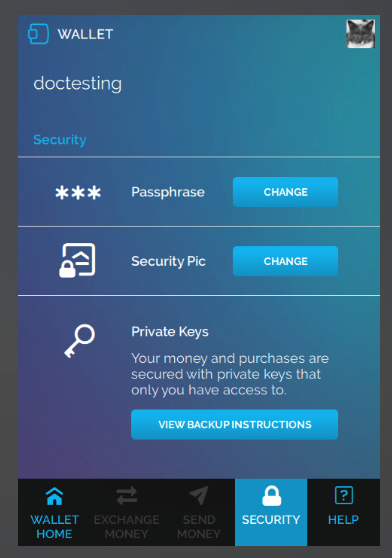 WALLET
doctesting
Security
*** Passphrase CHANGE
Security Pic CHANGE
Private Keys
Your money and purchases are
secured with private keys that
only you have access to.
VIEW BACKUP INSTRUCTIONS
WALLET HOME
EXCHANGE MONEY
SEND MONEY
SECURITY
HELP